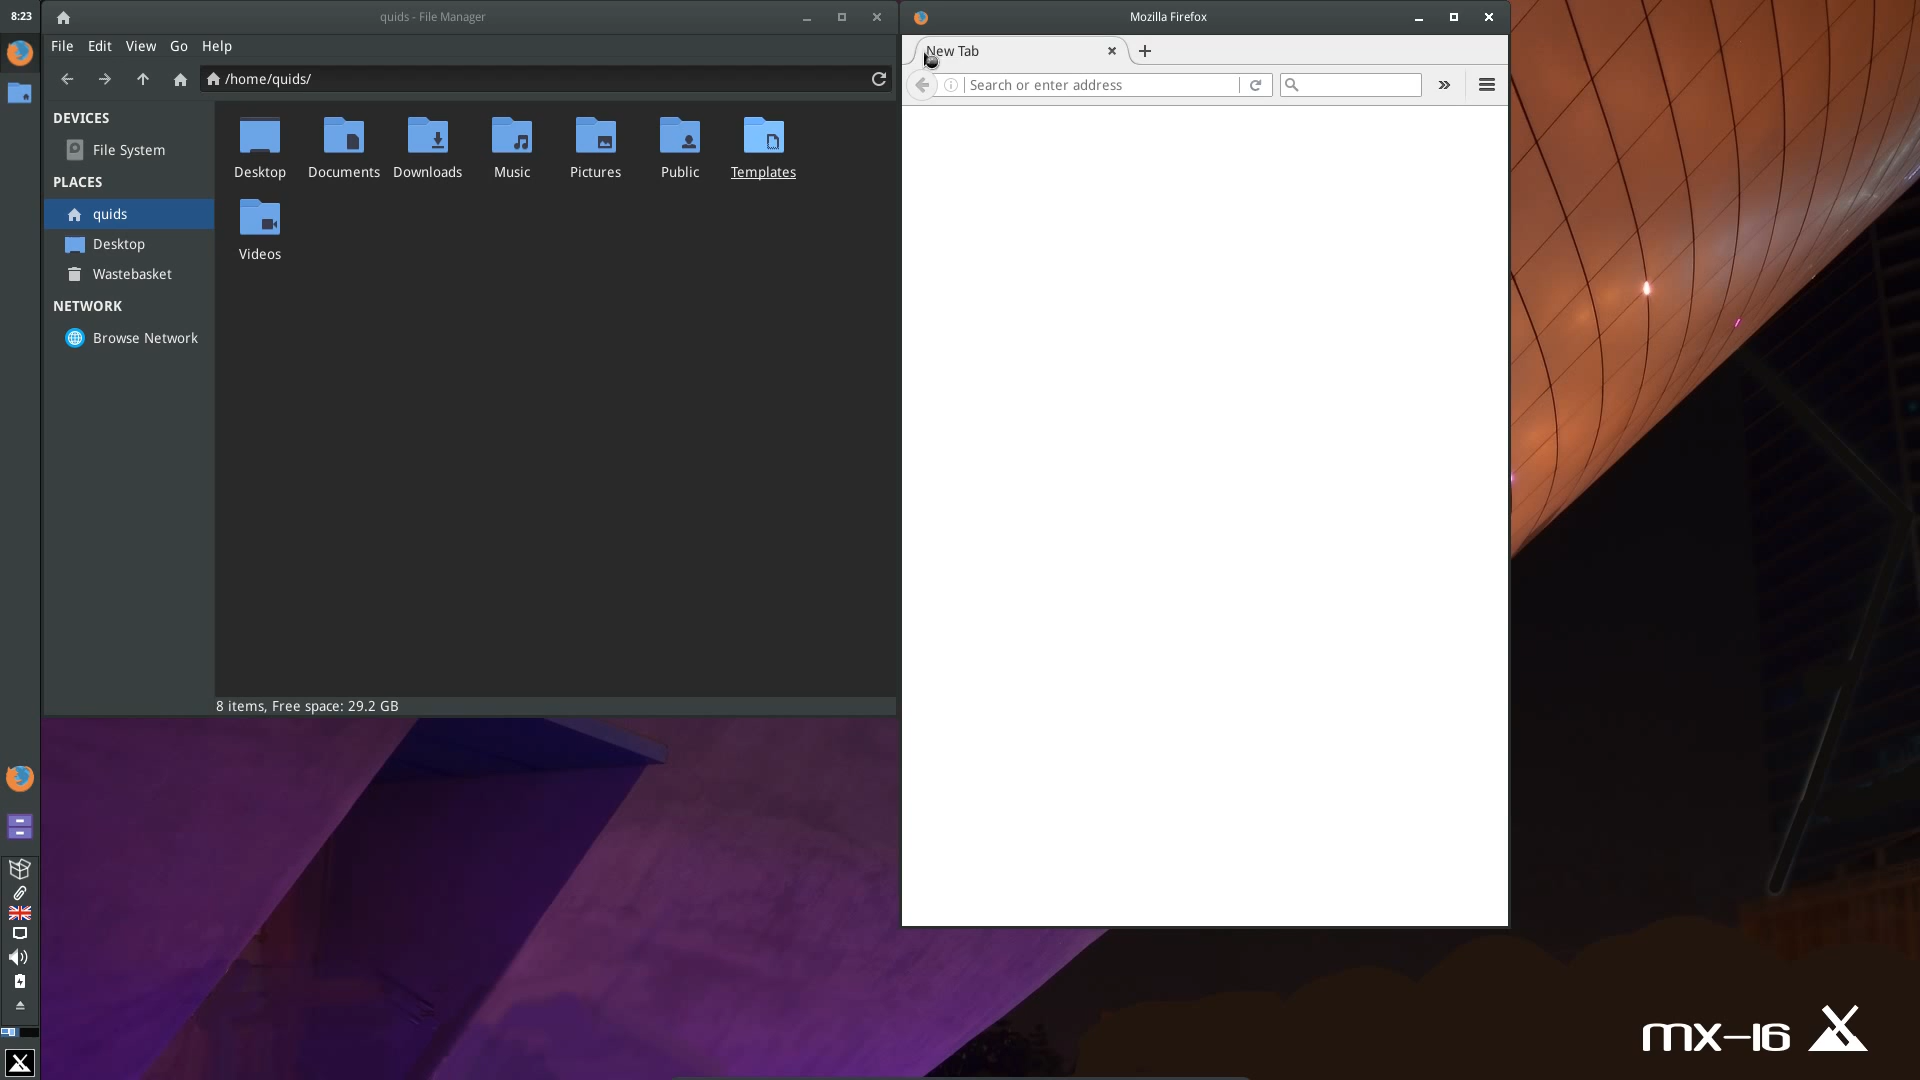 8:23
quids - File Manager
File Edit View Go Help
/home/quids/
DEVICES
File System
PLACES
quids
Desktop
Wastebasket
NETWORK
Browse Network
Desktop Documents Downloads Music Pictures Public Templates
Videos
8 items, Free space: 29.2 GB
Mozilla Firefox
New Tab
Search or enter address
mx-16